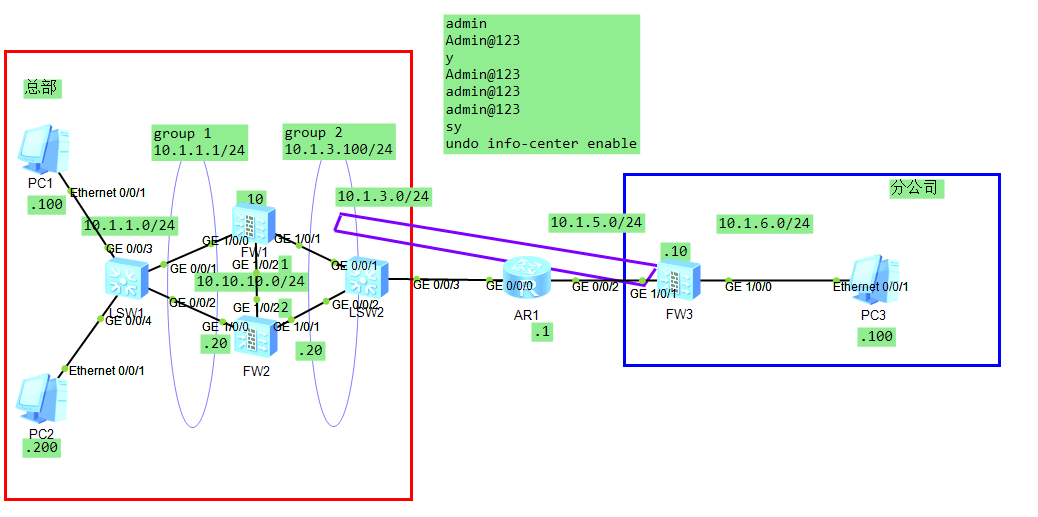 admin
Admin@123
y
Admin@123
admin@123
admin@123
sy
undo info-center enable
总部
group 1
10.1.1.1/24
group 2
10.1.3.100/24
PC1
.100
Ethernet 0/0/1
10.1.1.0/24
GE 0/0/3
GE 0/0/1
LSW1
GE 0/0/2
GE 0/0/4
Ethernet 0/0/1
PC2
.200
.10
GE 1/0/0
FW1
GE 1/0/1
GE 1/0/2
1
10.10.10.0/24
GE 1/0/2
2
GE 1/0/0
GE 1/0/1
.20
.20
FW2
GE 0/0/1
GE 0/0/2
LSW2
GE 0/0/3
10.1.3.0/24
GE 0/0/0
AR1
.1
GE 0/0/2
10.1.5.0/24
分公司
10.1.6.0/24
.10
GE 1/0/1
FW3
GE 1/0/0
Ethernet 0/0/1
PC3
.100